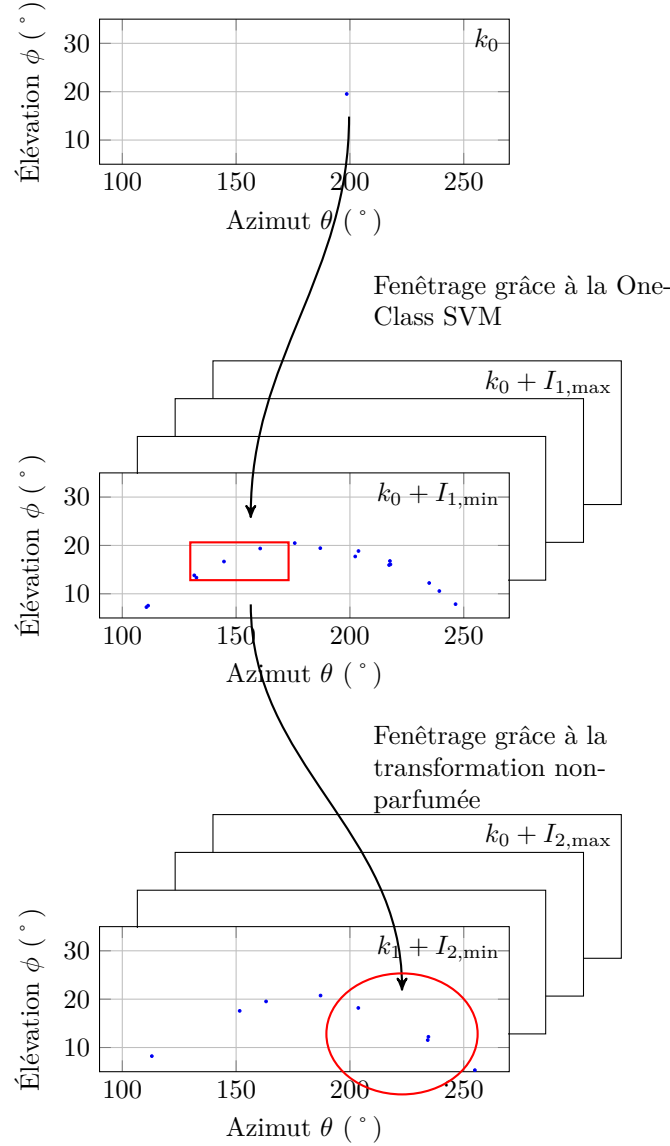 k₀
30
20
10
Élévation ϕ (°)
100 150 200 250
Azimut θ (°)
Fenêtrage grâce à la One-
Class SVM
k₀ + I₁,max
k₀ + I₁,min
30
20
10
Élévation ϕ (°)
100 150 200 250
Azimut θ (°)
Fenêtrage grâce à la
transformation non-
parfumée
k₀ + I₂,max
k₁ + I₂,min
30
20
10
Élévation ϕ (°)
100 150 200 250
Azimut θ (°)